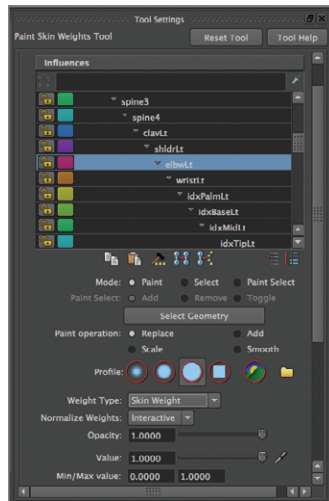 Tool Settings
Paint Skin Weights Tool Reset Tool Tool Help
Influences
spine3
spine4
clavLt
shldrLt
elbwLt
wristLt
idxPalmLt
idxBaseLt
idxMidLt
idxTipLt
Mode: Paint Select Paint Select
Paint Select: Add Remove Toggle
Select Geometry
Paint operation: Replace Add
Scale Smooth
Profile:
Weight Type: Skin Weight
Normalize Weights: Interactive
Opacity: 1.0000
Value: 1.0000
Min/Max value: 0.0000 1.0000